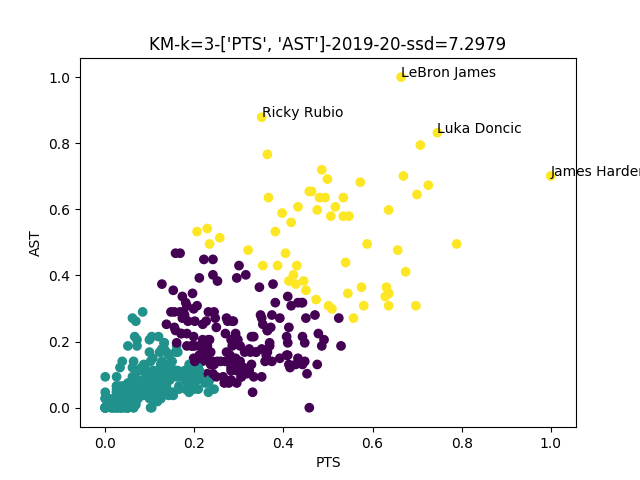 KM-k=3-['PTS', 'AST']-2019-20-ssd=7.2979
LeBron James
Ricky Rubio
Luka Doncic
James Harden
AST
1.0
0.8
0.6
0.4
0.2
0.0
0.0 0.2 0.4 0.6 0.8 1.0
PTS